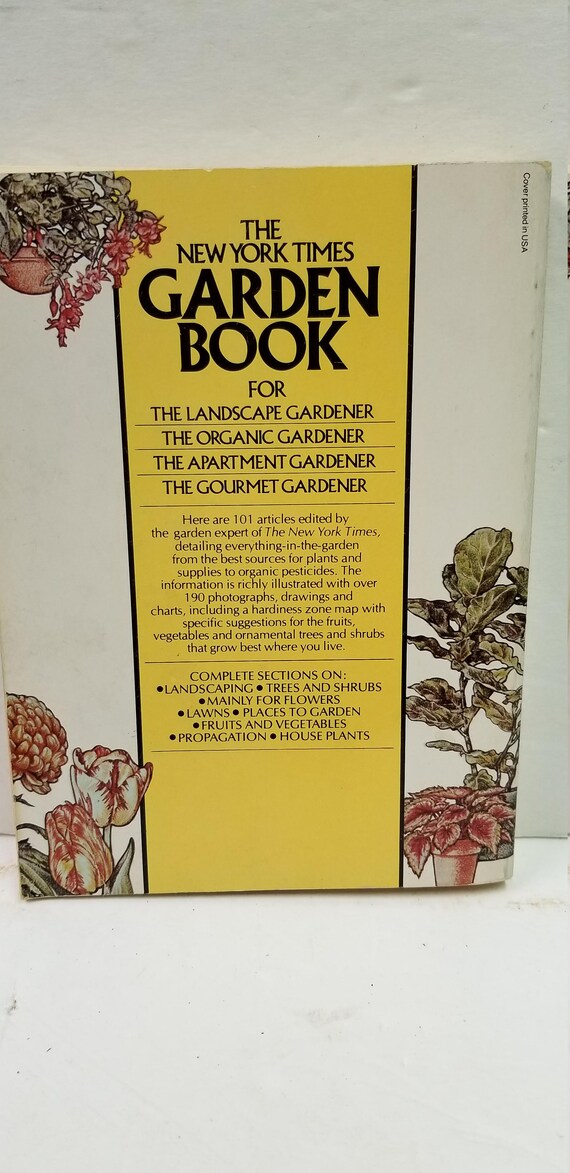 THE
NEW YORK TIMES
GARDEN
BOOK
FOR
THE LANDSCAPE GARDENER
THE ORGANIC GARDENER
THE APARTMENT GARDENER
THE GOURMET GARDENER
Here are 101 articles edited by
the garden expert of The New York Times,
detailing everything-in-the-garden
from the best sources for plants and
supplies to organic pesticides. The
information is richly illustrated with over
190 photographs, drawings and
charts, including a hardiness zone map with
specific suggestions for the fruits,
vegetables and ornamental trees and shrubs
that grow best where you live.
COMPLETE SECTIONS ON:
●LANDSCAPING ● TREES AND SHRUBS
●MAINLY FOR FLOWERS
●LAWNS ● PLACES TO GARDEN
●FRUITS AND VEGETABLES
●PROPAGATION ● HOUSE PLANTS
Cover printed in USA